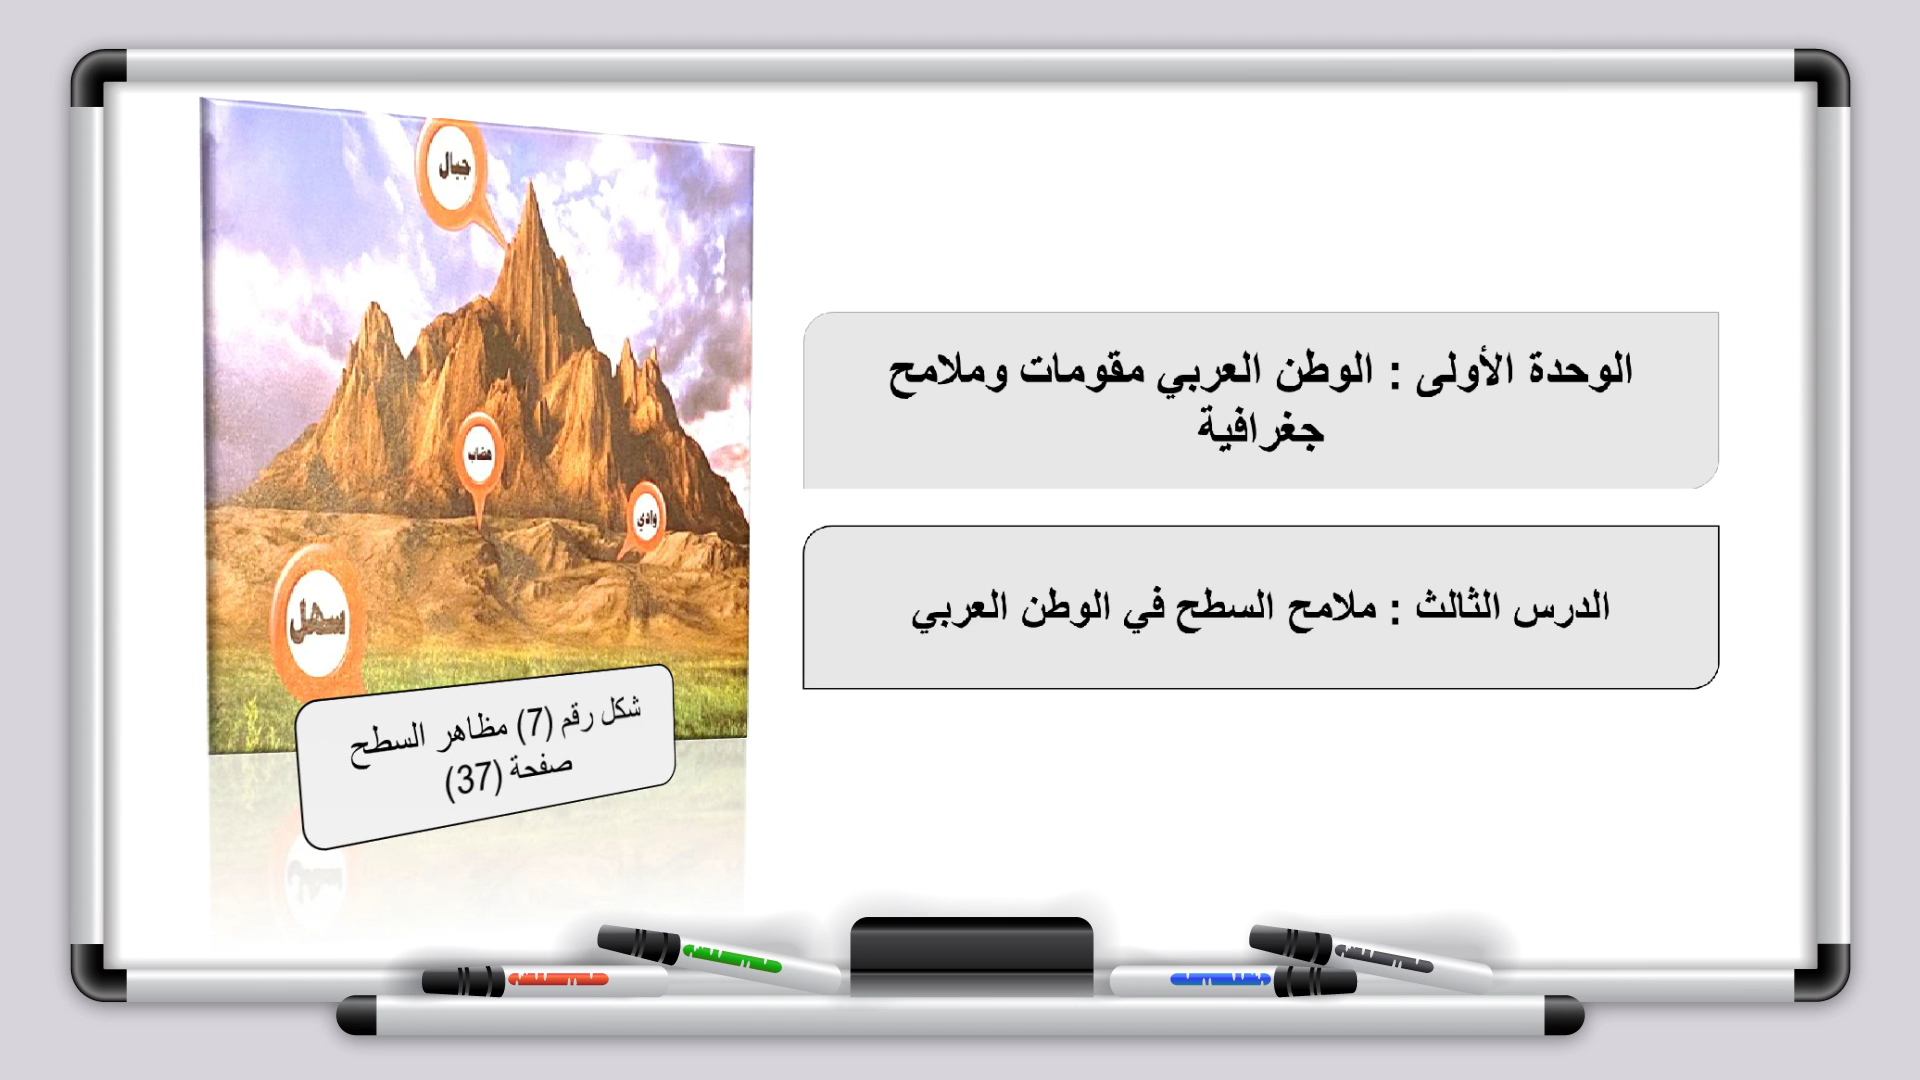 الوحدة الأولى : الوطن العربي مقومات وملامح
جغرافية
الدرس الثالث : ملامح السطح في الوطن العربي
جبال
هضاب
وادي
سهل
شكل رقم (7) مظاهر السطح
صفحة (37)